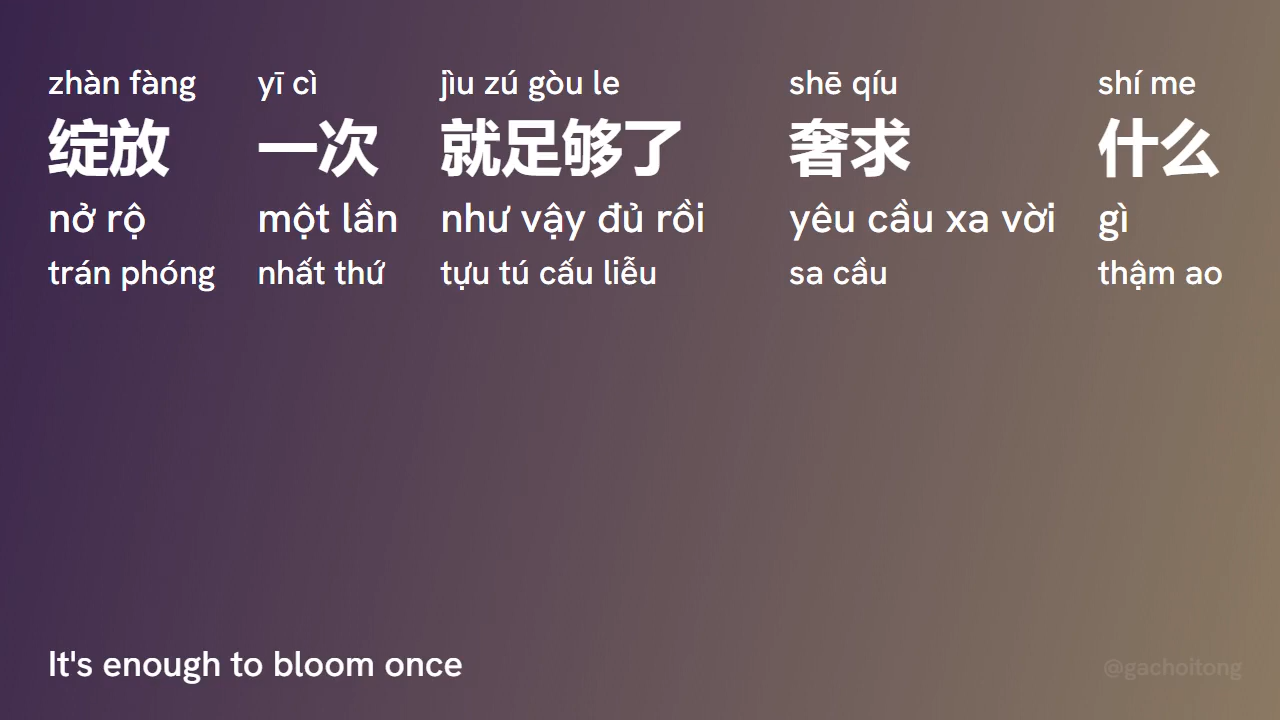 zhàn fàng yī cì jìu zú gòu le shē qíu shí me
绽放 一次 就足够了 奢求 什么
nở rộ một lần như vậy đủ rồi yêu cầu xa vời gì
trán phóng nhất thứ tựu tú cấu liễu sa cầu thậm ao
It's enough to bloom once
@gachoitong